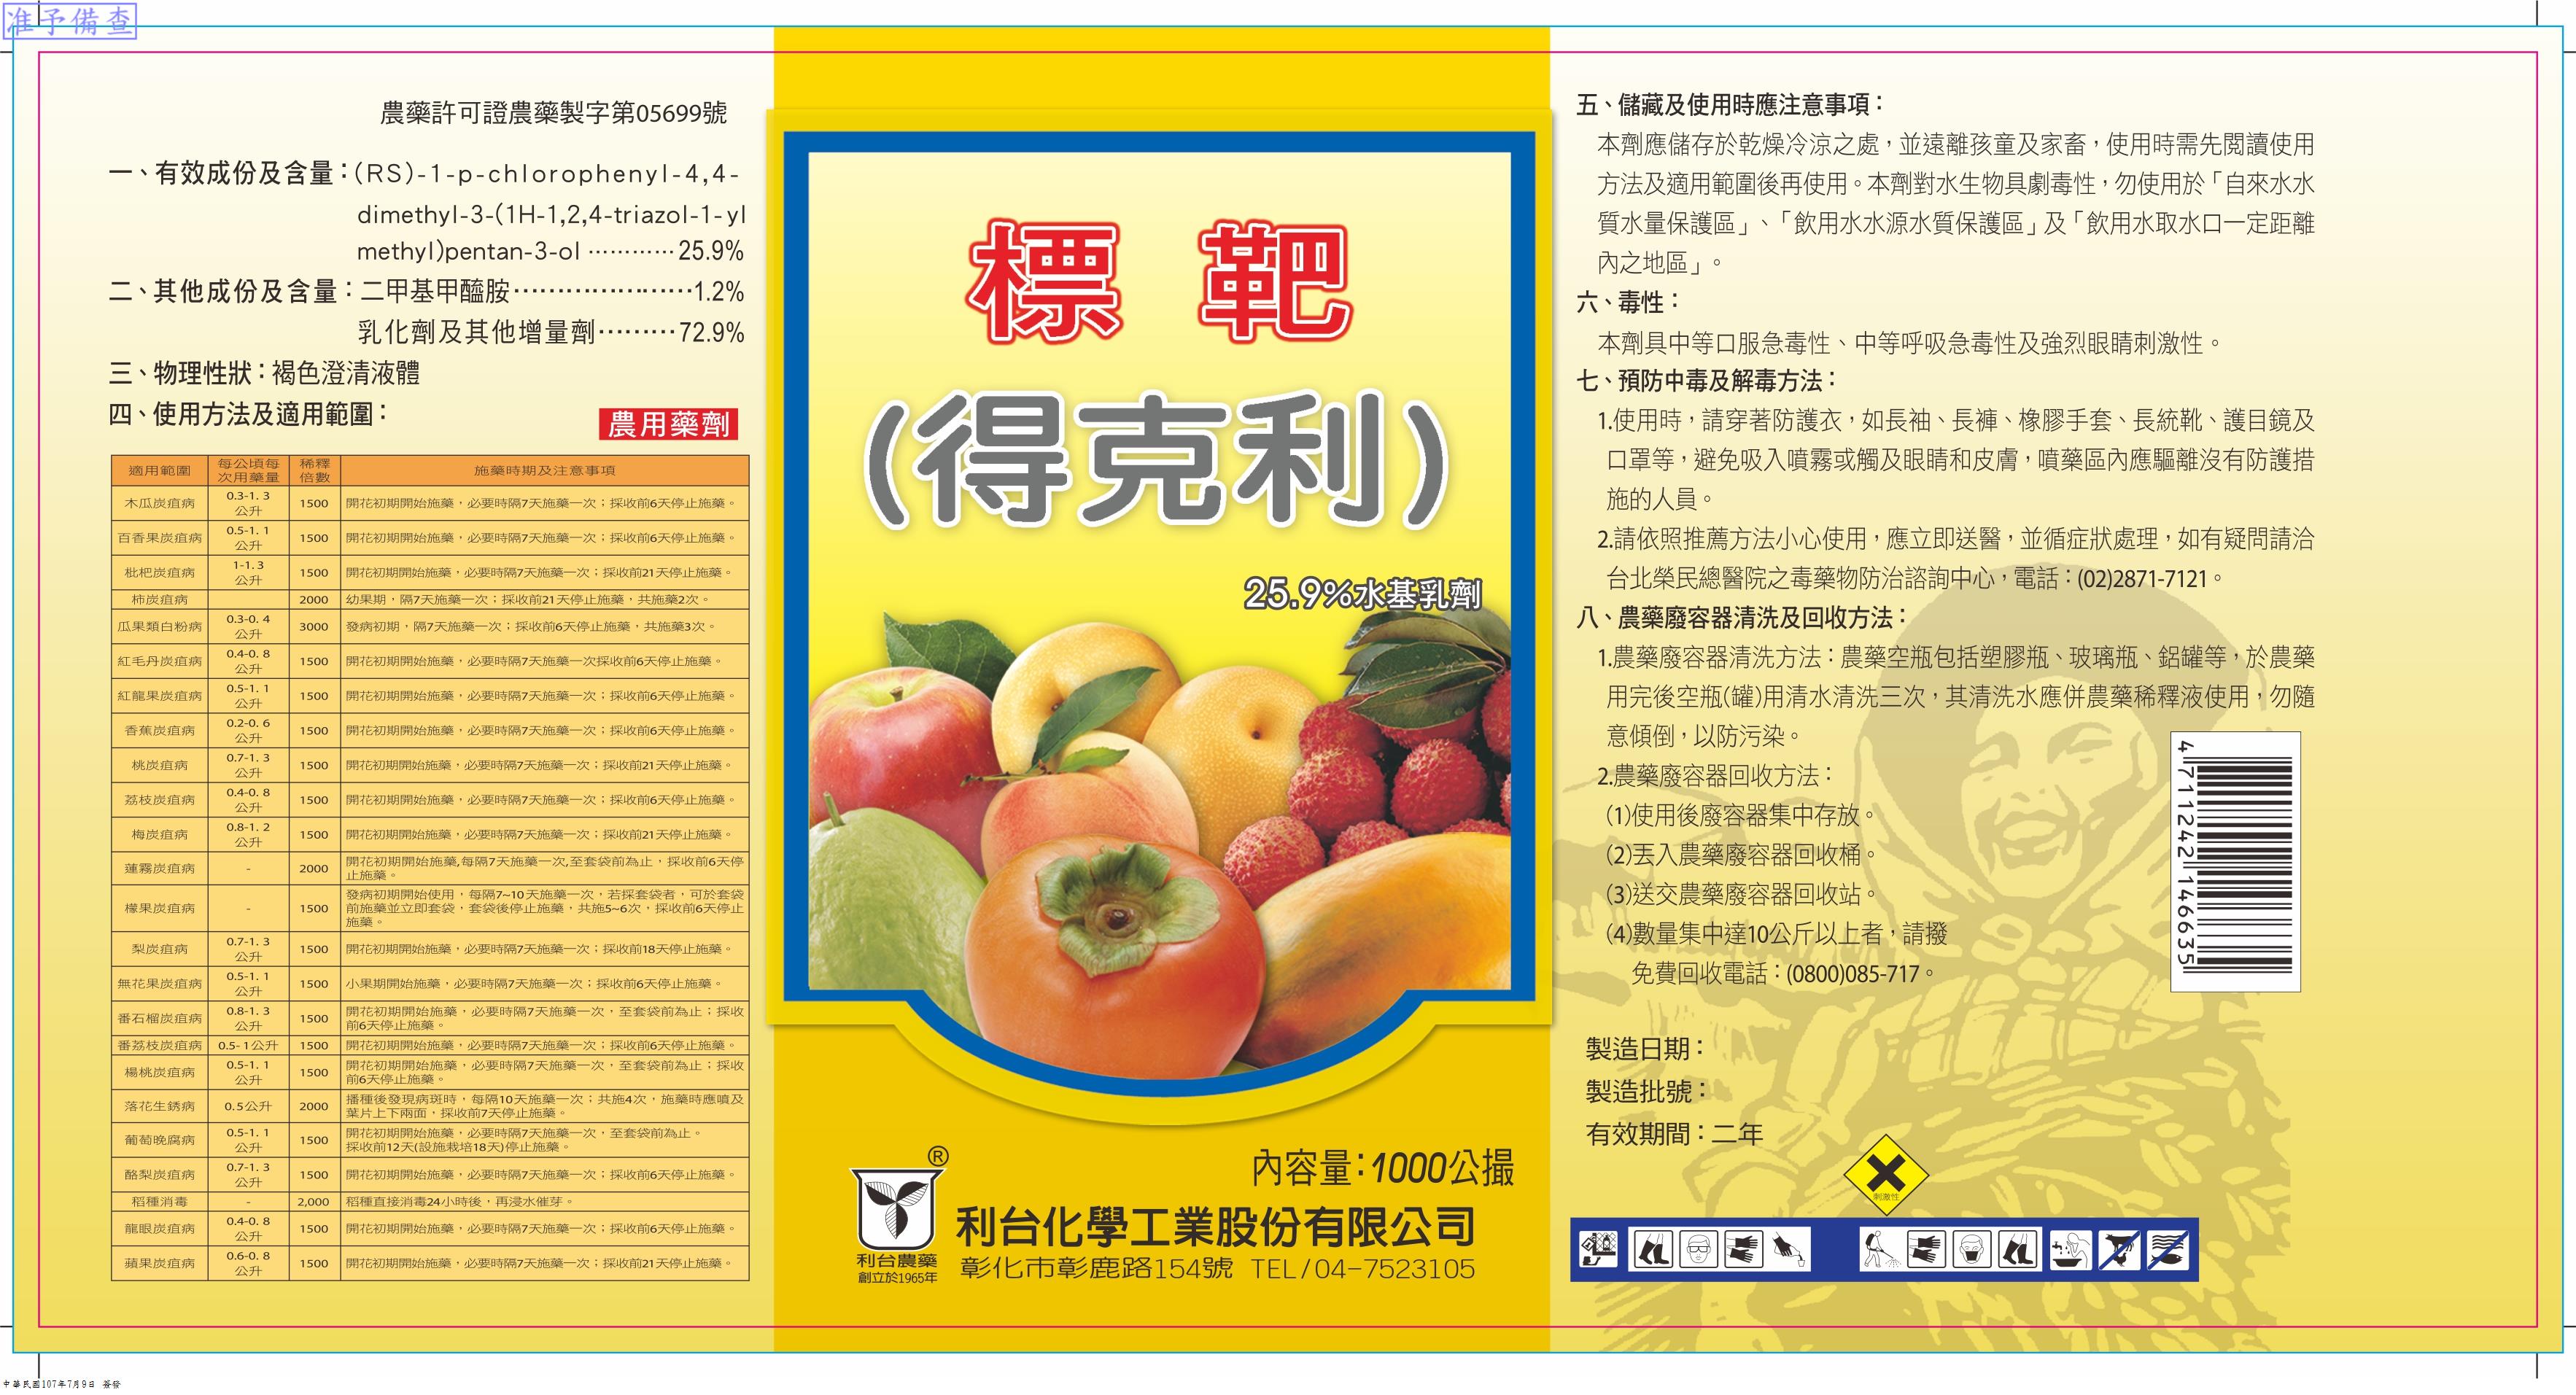 准予備查
農藥許可證農藥製字第05699號
一、有效成份及含量：(RS)-1-p-chlorophenyl-4,4-
dimethyl-3-(1H-1,2,4-triazol-1-yl
methyl)pentan-3-ol …………25.9%
二、其他成份及含量：二甲基甲醯胺…………………1.2%
乳化劑及其他增量劑………72.9%
三、物理性狀：褐色澄清液體
四、使用方法及適用範圍：
農用藥劑
適用範圍 每公頃每次用藥量 稀釋倍數 施藥時期及注意事項
木瓜炭疽病 0.3-1.3公升 1500 開花初期開始施藥，必要時隔7天施藥一次；採收前6天停止施藥。
百香果炭疽病 0.5-1.1公升 1500 開花初期開始施藥，必要時隔7天施藥一次；採收前6天停止施藥。
枇杷炭疽病 1-1.3公升 1500 開花初期開始施藥，必要時隔7天施藥一次；採收前21天停止施藥。
柿炭疽病 2000 幼果期，隔7天施藥一次；採收前21天停止施藥，共施藥2次。
瓜果類白粉病 0.3-0.4公升 3000 發病初期，隔7天施藥一次；採收前6天停止施藥，共施藥3次。
紅毛丹炭疽病 0.4-0.8公升 1500 開花初期開始施藥，必要時隔7天施藥一次採收前6天停止施藥。
紅龍果炭疽病 0.5-1.1公升 1500 開花初期開始施藥，必要時隔7天施藥一次；採收前6天停止施藥。
香蕉炭疽病 0.2-0.6公升 1500 開花初期開始施藥，必要時隔7天施藥一次；採收前6天停止施藥。
桃炭疽病 0.7-1.3公升 1500 開花初期開始施藥，必要時隔7天施藥一次；採收前21天停止施藥。
荔枝炭疽病 0.4-0.8公升 1500 開花初期開始施藥，必要時隔7天施藥一次；採收前6天停止施藥。
梅炭疽病 0.8-1.2公升 1500 開花初期開始施藥，必要時隔7天施藥一次；採收前21天停止施藥。
蓮霧炭疽病 - 2000 開花初期開始施藥,每隔7天施藥一次,至套袋前為止，採收前6天停
止施藥。
檬果炭疽病 - 1500 發病初期開始使用，每隔7~10天施藥一次，若採套袋者，可於套袋
前施藥並立即套袋，套袋後停止施藥，共施5~6次，採收前6天停止
施藥。
梨炭疽病 0.7-1.3公升 1500 開花初期開始施藥，必要時隔7天施藥一次；採收前18天停止施藥。
無花果炭疽病 0.5-1.1公升 1500 小果期開始施藥，必要時隔7天施藥一次；採收前6天停止施藥。
番石榴炭疽病 0.8-1.3公升 1500 開花初期開始施藥，必要時隔7天施藥一次，至套袋前為止；採收
前6天停止施藥。
番荔枝炭疽病 0.5-1公升 1500 開花初期開始施藥，必要時隔7天施藥一次；採收前6天停止施藥。
楊桃炭疽病 0.5-1.1公升 1500 開花初期開始施藥，必要時隔7天施藥一次，至套袋前為止；採收
前6天停止施藥。
落花生銹病 0.5公升 2000 播種後發現病斑時，每隔10天施藥一次；共施4次，施藥時應噴及
葉片上下兩面，採收前7天停止施藥。
葡萄晚腐病 0.5-1.1公升 1500 開花初期開始施藥，必要時隔7天施藥一次，至套袋前為止。
採收前12天(設施栽培18天)停止施藥。
酪梨炭疽病 0.7-1.3公升 1500 開花初期開始施藥，必要時隔7天施藥一次；採收前6天停止施藥。
稻種消毒 - 2,000 稻種直接消毒24小時後，再浸水催芽。
龍眼炭疽病 0.4-0.8公升 1500 開花初期開始施藥，必要時隔7天施藥一次；採收前6天停止施藥。
蘋果炭疽病 0.6-0.8公升 1500 開花初期開始施藥，必要時隔7天施藥一次；採收前21天停止施藥。
標靶
(得克利)
25.9%水基乳劑
®
利台農藥
創立於1965年
內容量：1000公撮
利台化學工業股份有限公司
彰化市彰鹿路154號 TEL/04-7523105
五、儲藏及使用時應注意事項：
本劑應儲存於乾燥冷涼之處，並遠離孩童及家畜，使用時需先閱讀使用
方法及適用範圍後再使用。本劑對水生物具劇毒性，勿使用於「自來水水
質水量保護區」、「飲用水水源水質保護區」及「飲用水取水口一定距離
內之地區」。
六、毒性：
本劑具中等口服急毒性、中等呼吸急毒性及強烈眼睛刺激性。
七、預防中毒及解毒方法：
1.使用時，請穿著防護衣，如長袖、長褲、橡膠手套、長統靴、護目鏡及
口罩等，避免吸入噴霧或觸及眼睛和皮膚，噴藥區內應驅離沒有防護措
施的人員。
2.請依照推薦方法小心使用，應立即送醫，並循症狀處理，如有疑問請洽
台北榮民總醫院之毒藥物防治諮詢中心，電話：(02)2871-7121。
八、農藥廢容器清洗及回收方法：
1.農藥廢容器清洗方法：農藥空瓶包括塑膠瓶、玻璃瓶、鋁罐等，於農藥
用完後空瓶(罐)用清水清洗三次，其清洗水應併農藥稀釋液使用，勿隨
意傾倒，以防污染。
2.農藥廢容器回收方法：
(1)使用後廢容器集中存放。
(2)丟入農藥廢容器回收桶。
(3)送交農藥廢容器回收站。
(4)數量集中達10公斤以上者，請撥
免費回收電話：(0800)085-717。
4 711242 146635
製造日期：
製造批號：
有效期間：二年
刺激性
中華民國107年7月9日 簽發